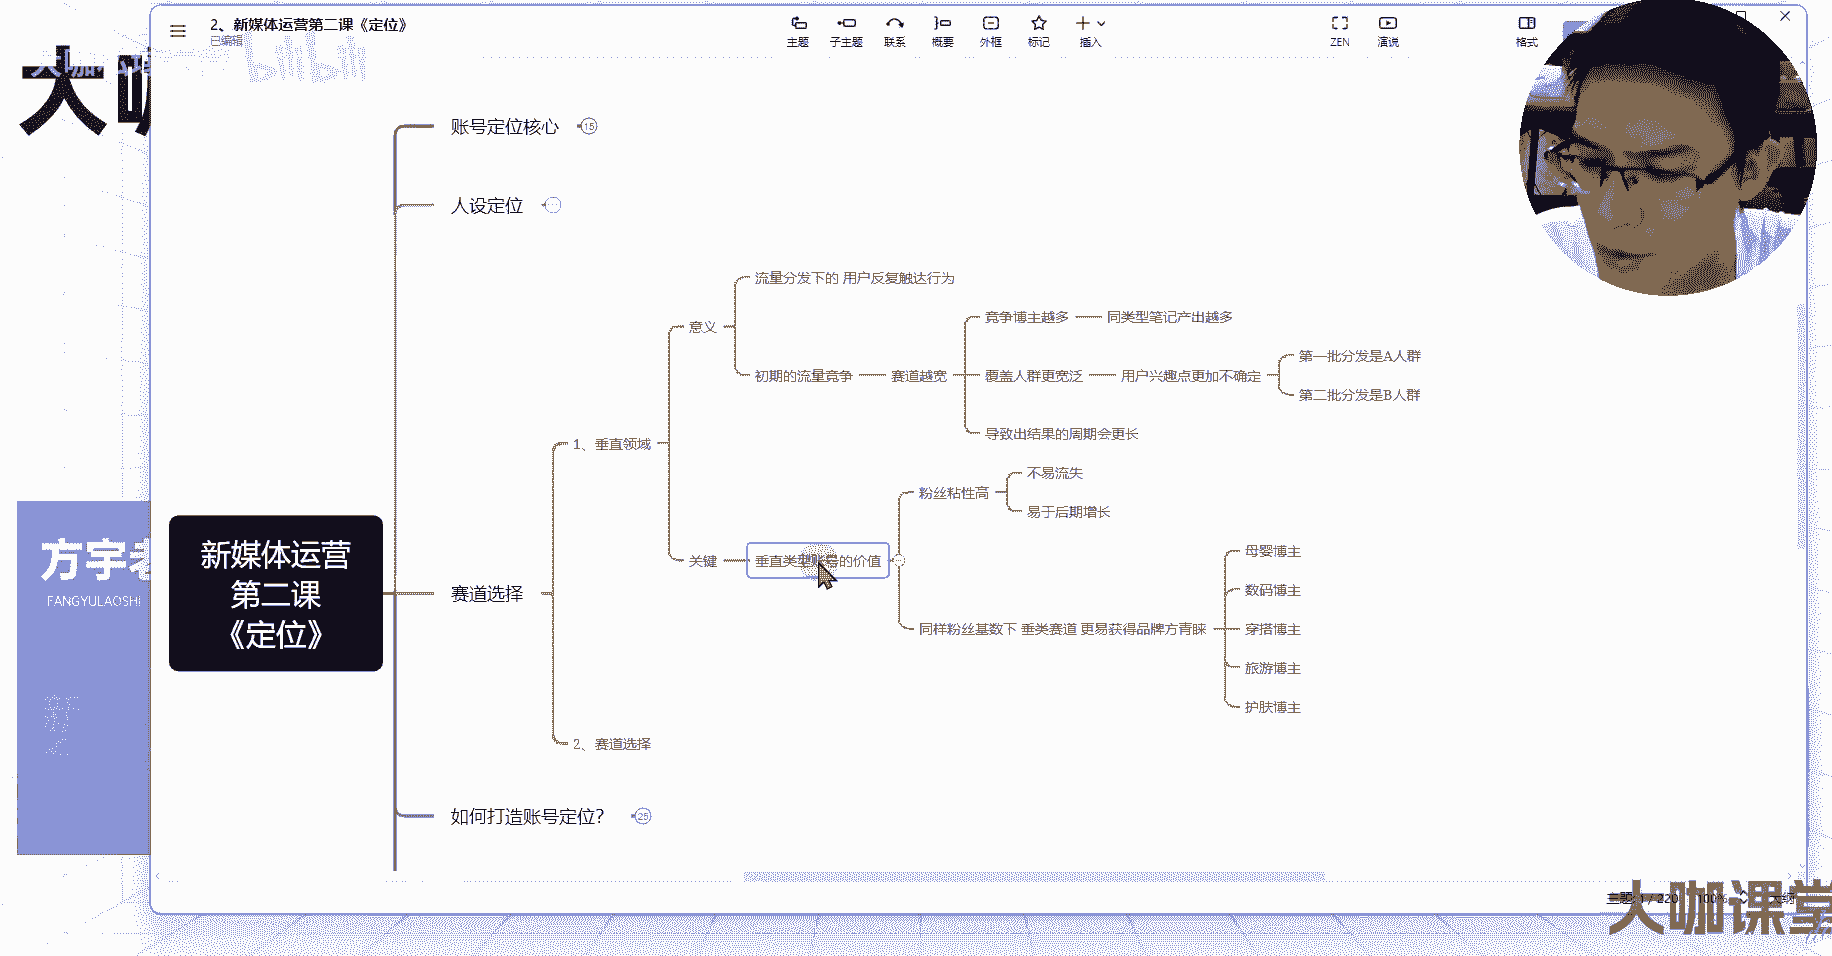 2、新媒体运营第二课《定位》
已编辑
主题
子主题
联系
概要
外框
标记
插入
ZEN
演说
格式
bilibili
大咖
账号定位核心
15
人设定位
流量分发下的 用户反复触达行为
竞争博主越多
同类型笔记产出越多
意义
第一批分发是A人群
初期的流量竞争
赛道越宽
覆盖人群更宽泛
用户兴趣点更加不确定
第二批分发是B人群
导致出结果的周期会更长
1、垂直领域
不易流失
粉丝粘性高
易于后期增长
关键
垂直类型账号的价值
母婴博主
数码博主
同样粉丝基数下 垂类赛道 更易获得品牌方青睐
穿搭博主
旅游博主
护肤博主
新媒体运营
第二课
《定位》
赛道选择
2、赛道选择
如何打造账号定位？
25
方宇老
FANGYULAOSHI
100%
大咖课堂